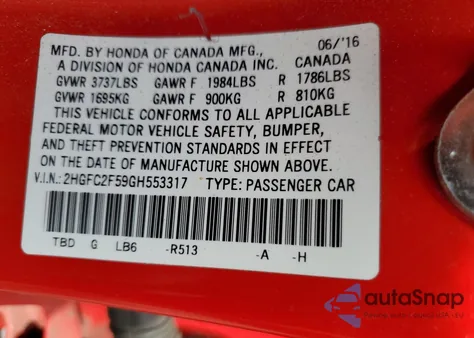 MFD. BY HONDA OF CANADA MFG., 06/'16
A DIVISION OF HONDA CANADA INC. CANADA
GVWR 3737LBS GAWR F 1984LBS R 1786LBS
GVWR 1695KG GAWR F 900KG R 810KG
THIS VEHICLE CONFORMS TO ALL APPLICABLE
FEDERAL MOTOR VEHICLE SAFETY, BUMPER,
AND THEFT PREVENTION STANDARDS IN EFFECT
ON THE DATE OF MANUFACTURE SHOWN ABOVE.
V.I.N.: 2HGFC2F59GH553317 TYPE: PASSENGER CAR
TBD G LB6 -R513 -A -H
autoSnap